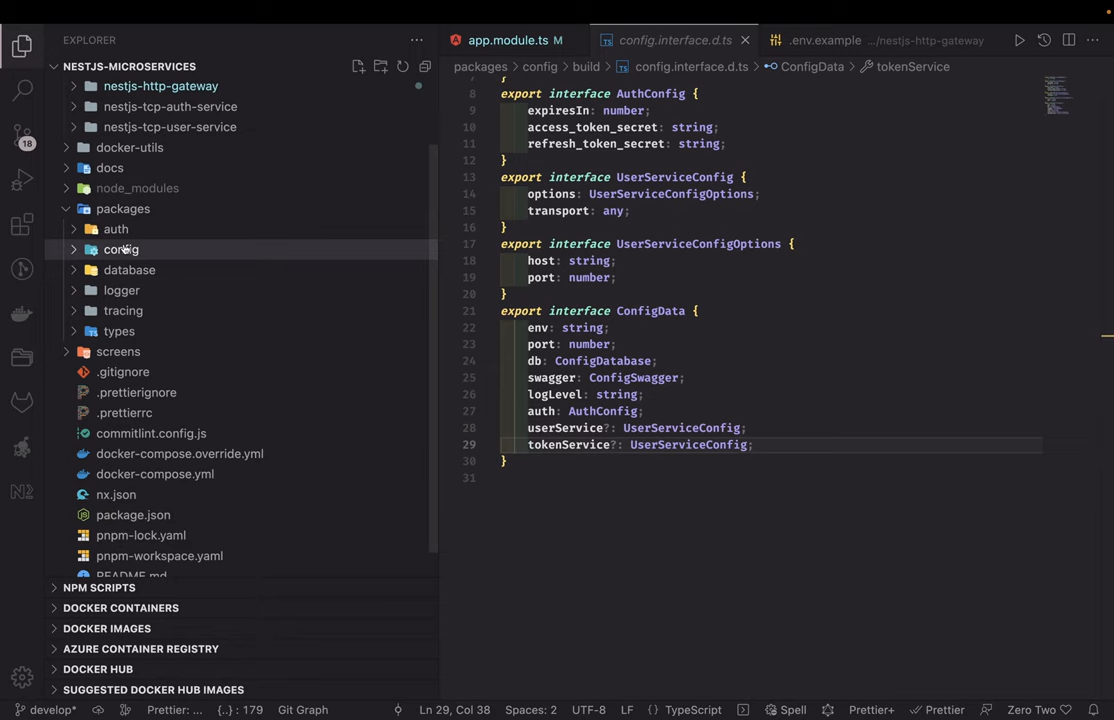 EXPLORER
NESTJS-MICROSERVICES
nestjs-http-gateway
nestjs-tcp-auth-service
nestjs-tcp-user-service
docker-utils
docs
node_modules
packages
auth
config
database
logger
tracing
types
screens
.gitignore
.prettierignore
.prettierrc
commitlint.config.js
docker-compose.override.yml
docker-compose.yml
nx.json
package.json
pnpm-lock.yaml
pnpm-workspace.yaml
README.md
NPM SCRIPTS
DOCKER CONTAINERS
DOCKER IMAGES
AZURE CONTAINER REGISTRY
DOCKER HUB
SUGGESTED DOCKER HUB IMAGES
18
app.module.ts M
TS config.interface.d.ts
.env.example .../nestjs-http-gateway
packages > config > build > TS config.interface.d.ts > ConfigData > tokenService
7 }
8 export interface AuthConfig {
9 expiresIn: number;
10 access_token_secret: string;
11 refresh_token_secret: string;
12 }
13 export interface UserServiceConfig {
14 options: UserServiceConfigOptions;
15 transport: any;
16 }
17 export interface UserServiceConfigOptions {
18 host: string;
19 port: number;
20 }
21 export interface ConfigData {
22 env: string;
23 port: number;
24 db: ConfigDatabase;
25 swagger: ConfigSwagger;
26 logLevel: string;
27 auth: AuthConfig;
28 userService?: UserServiceConfig;
29 tokenService?: UserServiceConfig;
30 }
31
develop* Prettier: ... {..} : 179 Git Graph Ln 29, Col 38 Spaces: 2 UTF-8 LF {} TypeScript Spell Prettier+ Prettier Zero Two